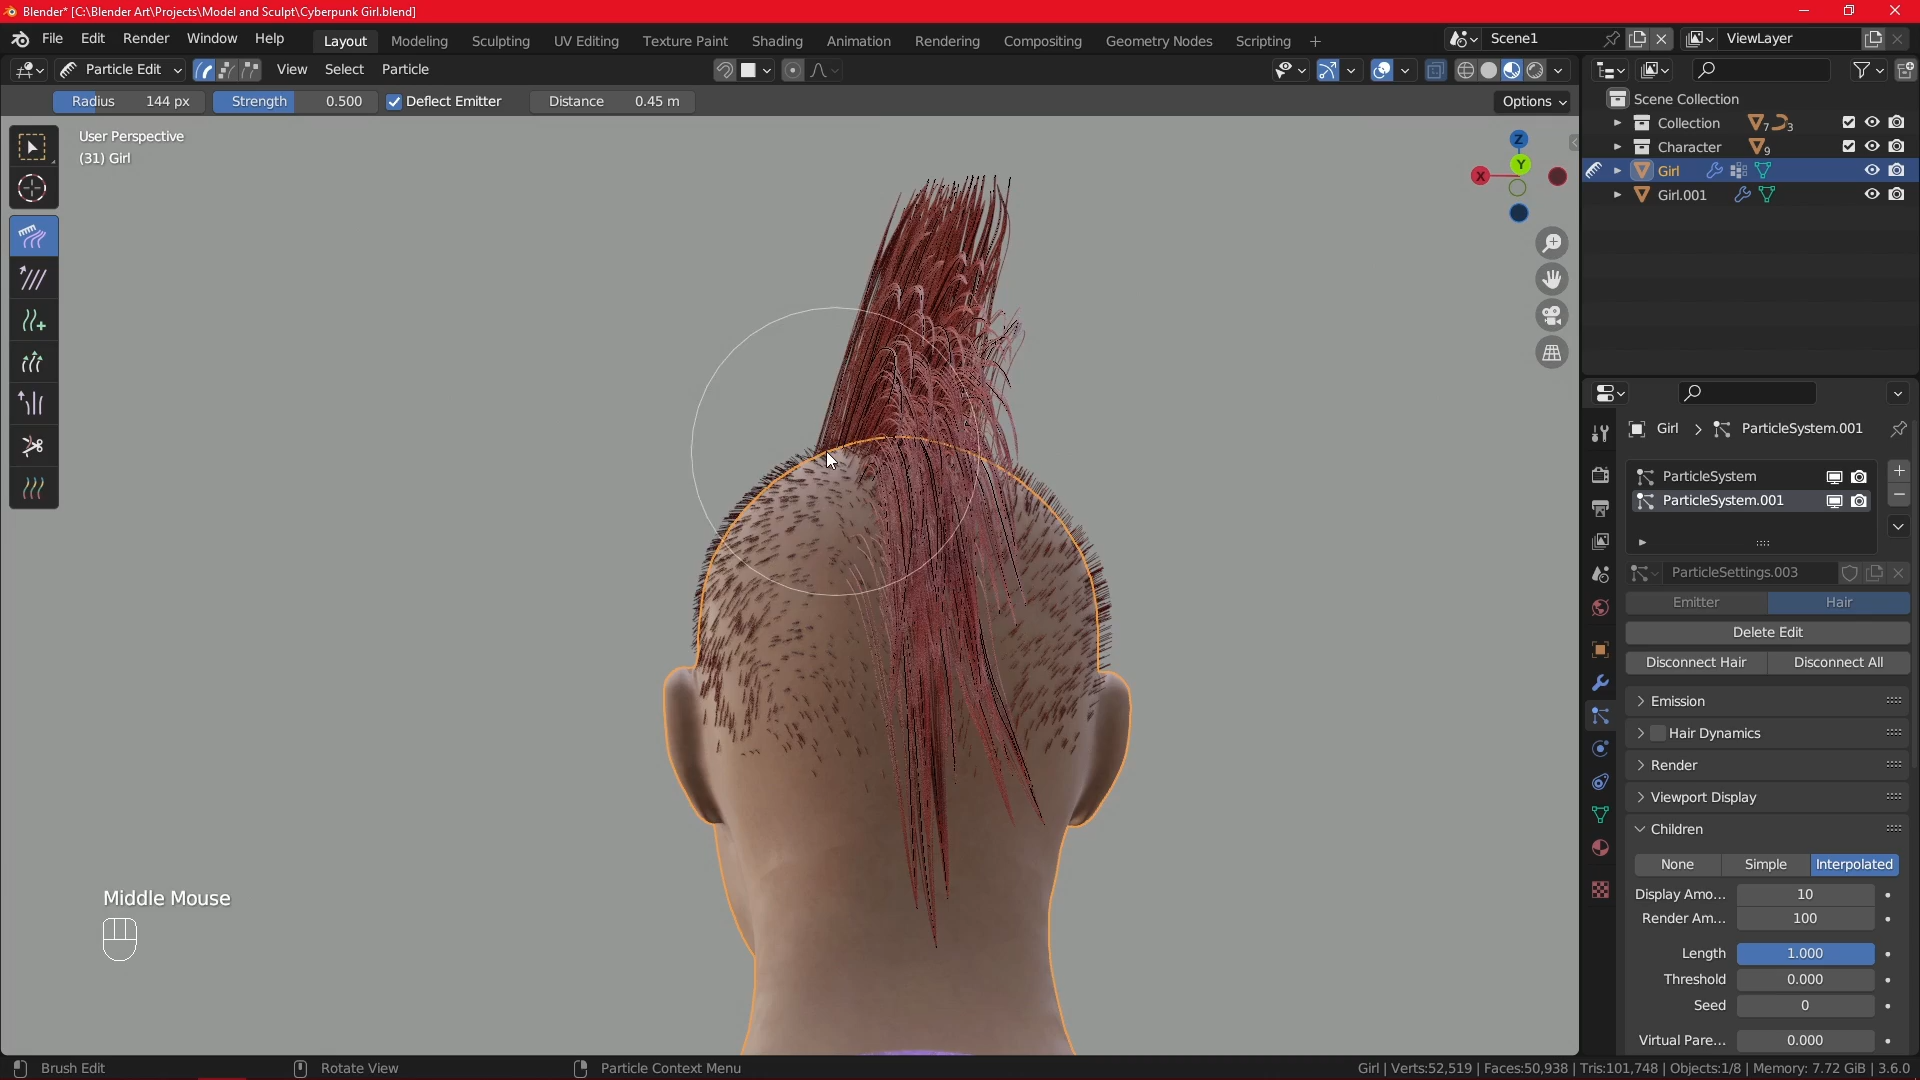 Blender* [C:\Blender Art\Projects\Model and Sculpt\Cyberpunk Girl.blend]
File Edit Render Window Help Layout Modeling Sculpting UV Editing Texture Paint Shading Animation Rendering Compositing Geometry Nodes Scripting + Scene1 ViewLayer
Particle Edit View Select Particle
Radius 144 px Strength 0.500 Deflect Emitter Distance 0.45 m Options
User Perspective
(31) Girl
Z
Y
X
Middle Mouse
Scene Collection
Collection 7 3
Character 9
Girl
Girl.001
Girl > ParticleSystem.001
ParticleSystem
ParticleSystem.001
ParticleSettings.003
Emitter Hair
Delete Edit
Disconnect Hair Disconnect All
Emission
Hair Dynamics
Render
Viewport Display
Children
None Simple Interpolated
Display Amo... 10
Render Am... 100
Length 1.000
Threshold 0.000
Seed 0
Virtual Pare... 0.000
Brush Edit Rotate View Particle Context Menu Girl | Verts:52,519 | Faces:50,938 | Tris:101,748 | Objects:1/8 | Memory: 7.72 GiB | 3.6.0